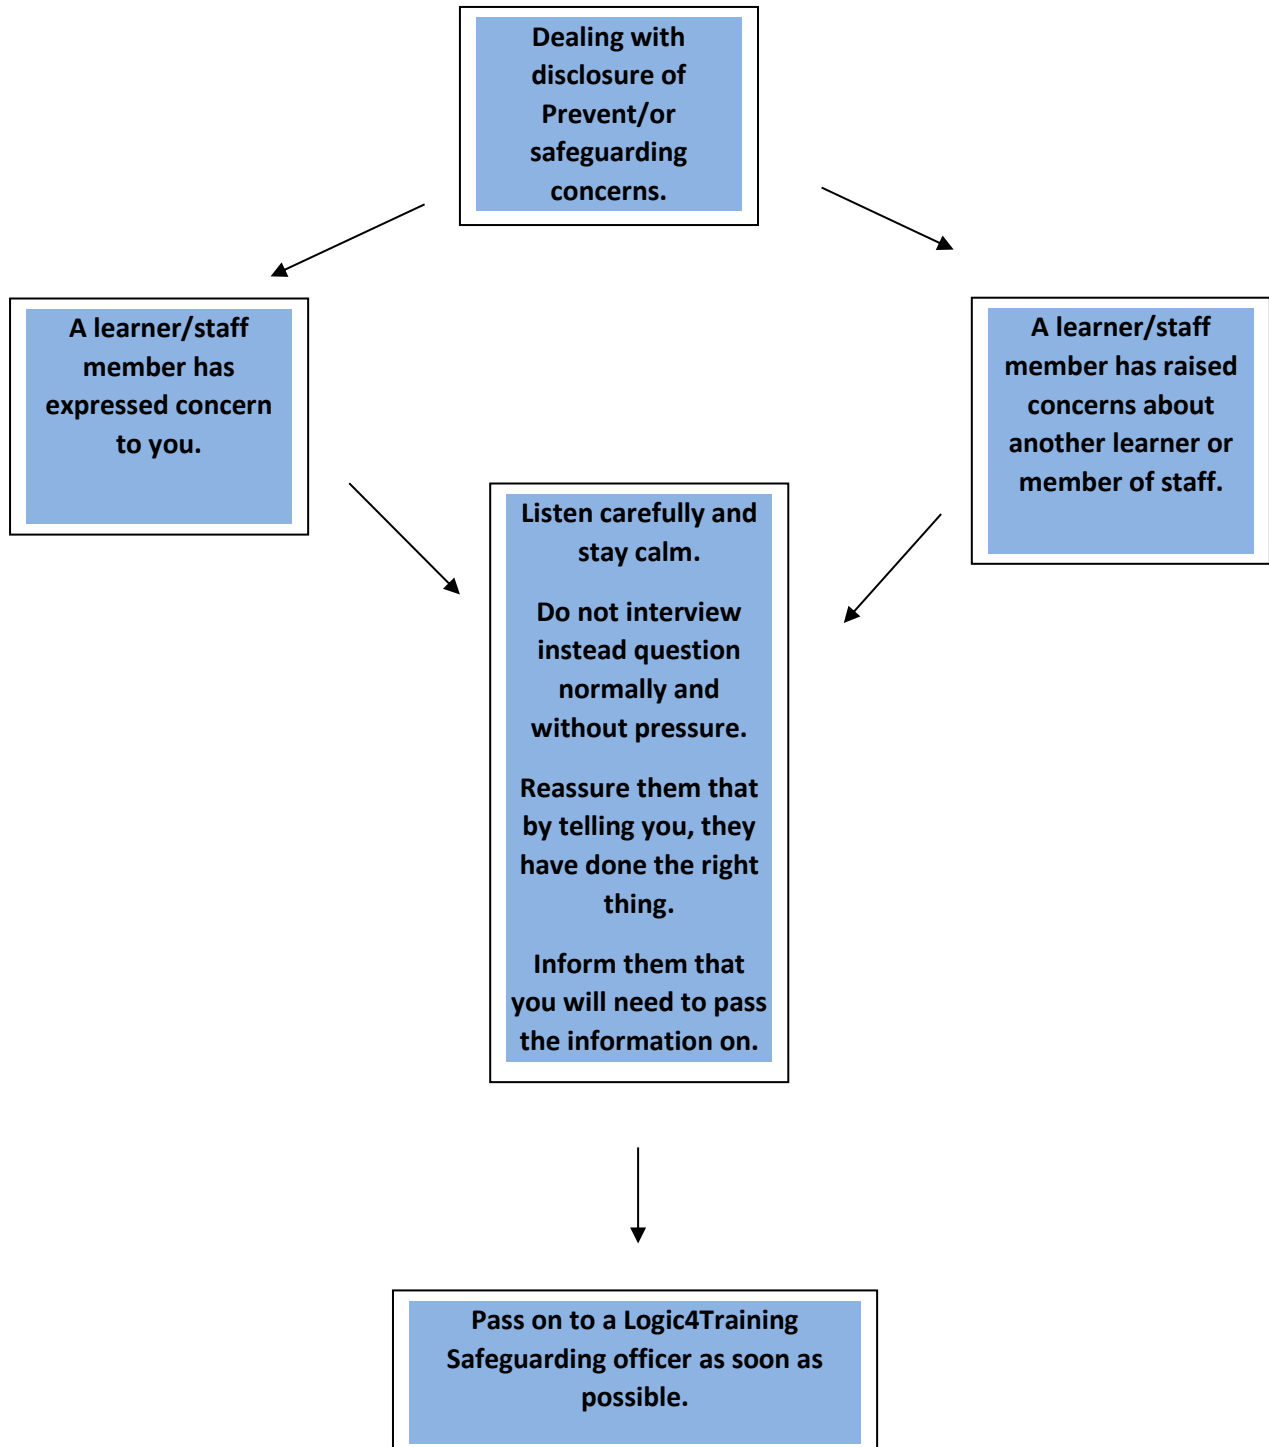 Dealing with
disclosure of
Prevent/or
safeguarding
concerns.
A learner/staff
member has
expressed concern
to you.
A learner/staff
member has raised
concerns about
another learner or
member of staff.
Listen carefully and
stay calm.
Do not interview
instead question
normally and
without pressure.
Reassure them that
by telling you, they
have done the right
thing.
Inform them that
you will need to pass
the information on.
Pass on to a Logic4Training
Safeguarding officer as soon as
possible.